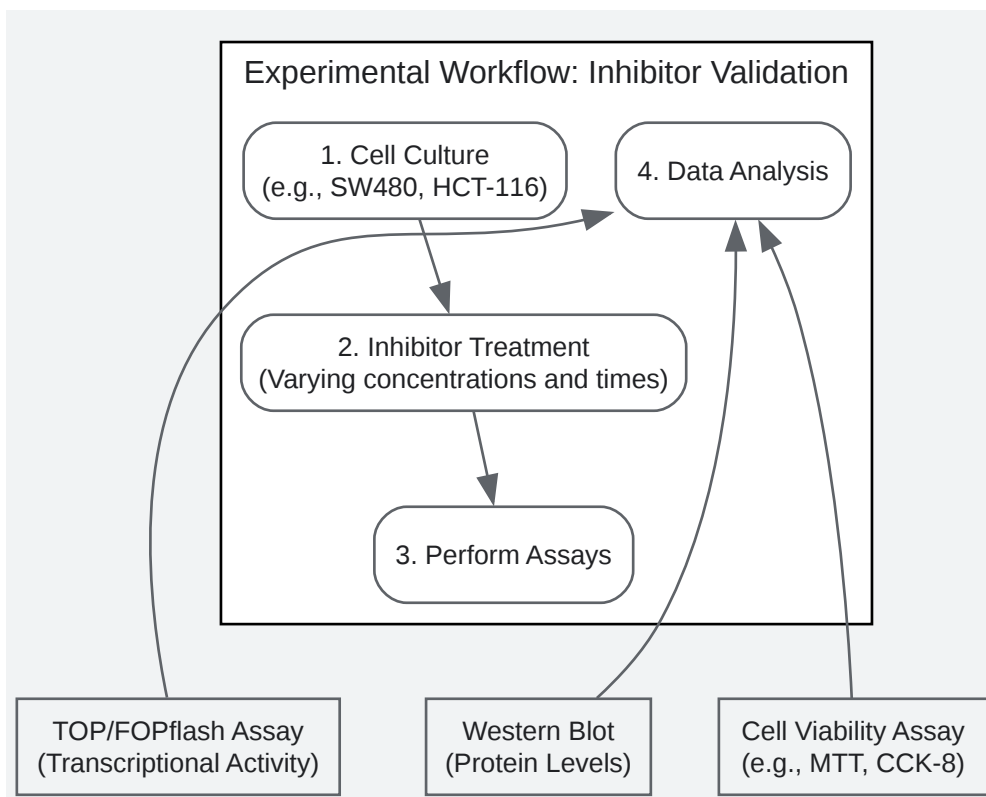 Experimental Workflow: Inhibitor Validation
1. Cell Culture
(e.g., SW480, HCT-116)
4. Data Analysis
2. Inhibitor Treatment
(Varying concentrations and times)
3. Perform Assays
TOP/FOPflash Assay
(Transcriptional Activity)
Western Blot
(Protein Levels)
Cell Viability Assay
(e.g., MTT, CCK-8)